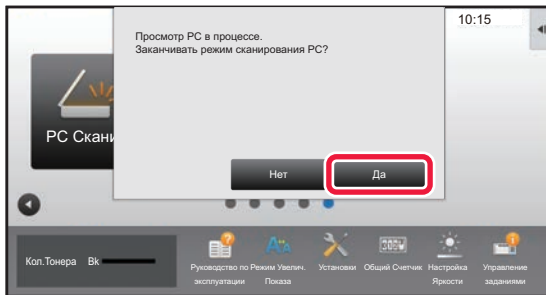 10:15
Просмотр PC в процессе.
Заканчивать режим сканирования PC?
PC Скани
Нет
Да
Кол.Тонера Bk
Руководство по
эксплуатации
Режим Увелич.
Показа
Установки
Общий Счетчик
Настройка
Яркости
Управление
заданиями